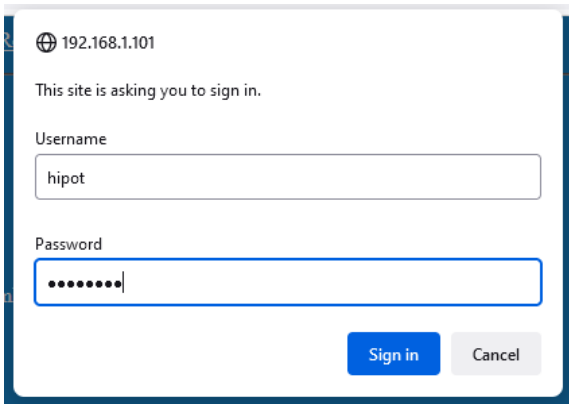 R
192.168.1.101
This site is asking you to sign in.
Username
hipot
Password
••••••••
Sign in
Cancel